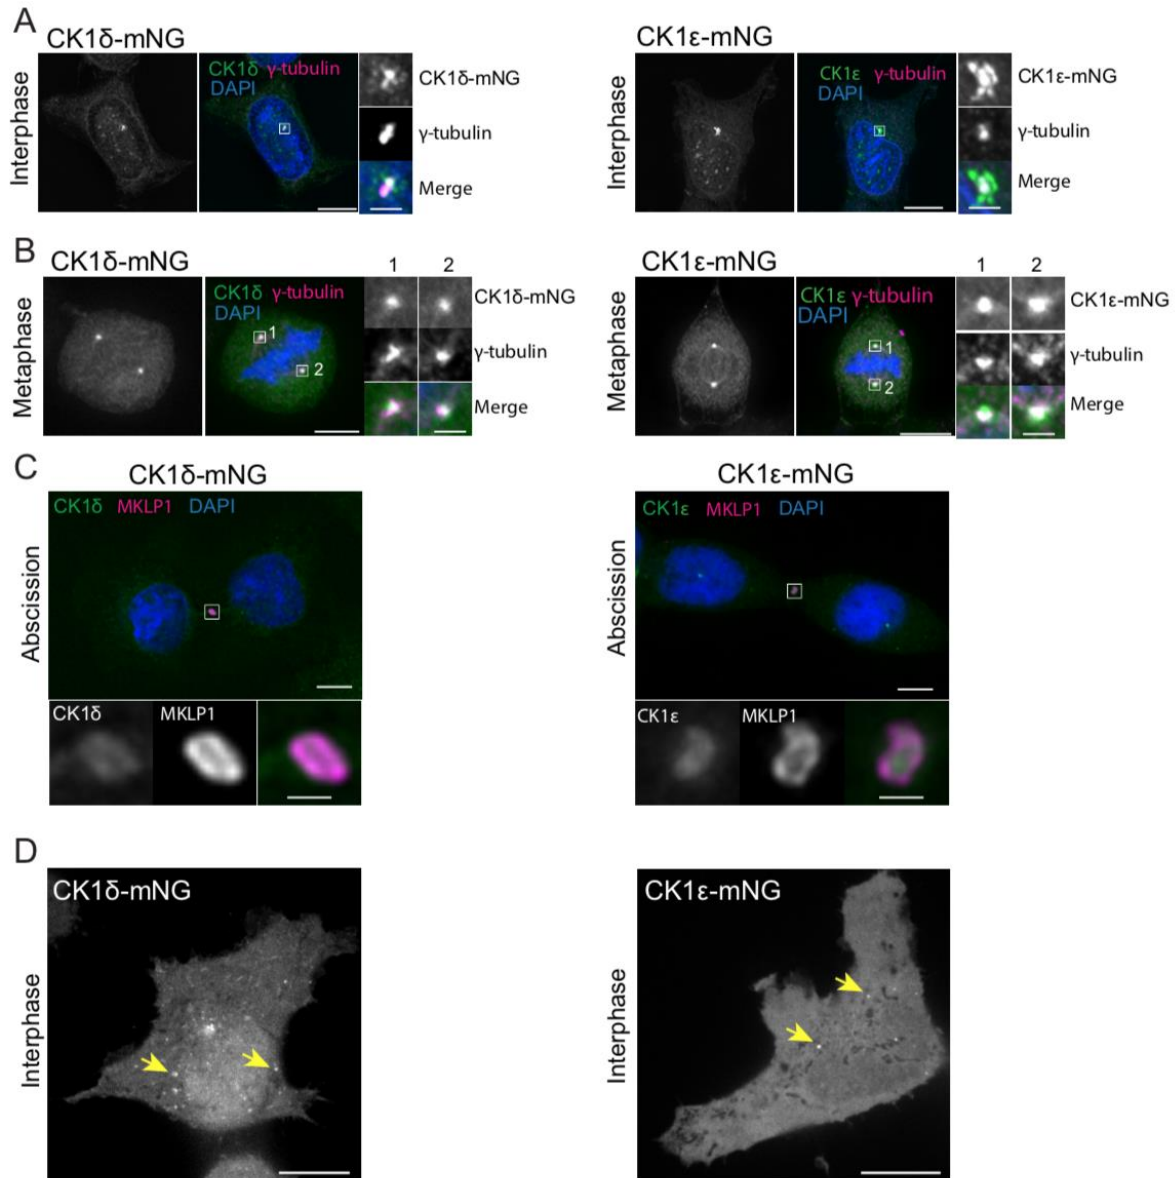 A
CK1δ-mNG
Interphase
CK1δ γ-tubulin
DAPI
CK1δ-mNG
γ-tubulin
Merge
CK1ε-mNG
Interphase
CK1ε γ-tubulin
DAPI
CK1ε-mNG
γ-tubulin
Merge
B
CK1δ-mNG
Metaphase
CK1δ γ-tubulin
DAPI
1
2
1 2
CK1δ-mNG
γ-tubulin
Merge
CK1ε-mNG
Metaphase
CK1ε γ-tubulin
DAPI
1
2
1 2
CK1ε-mNG
γ-tubulin
Merge
C
CK1δ-mNG
Abscission
CK1δ MKLP1 DAPI
CK1δ MKLP1
CK1ε-mNG
Abscission
CK1ε MKLP1 DAPI
CK1ε MKLP1
D
CK1δ-mNG
Interphase
CK1ε-mNG
Interphase